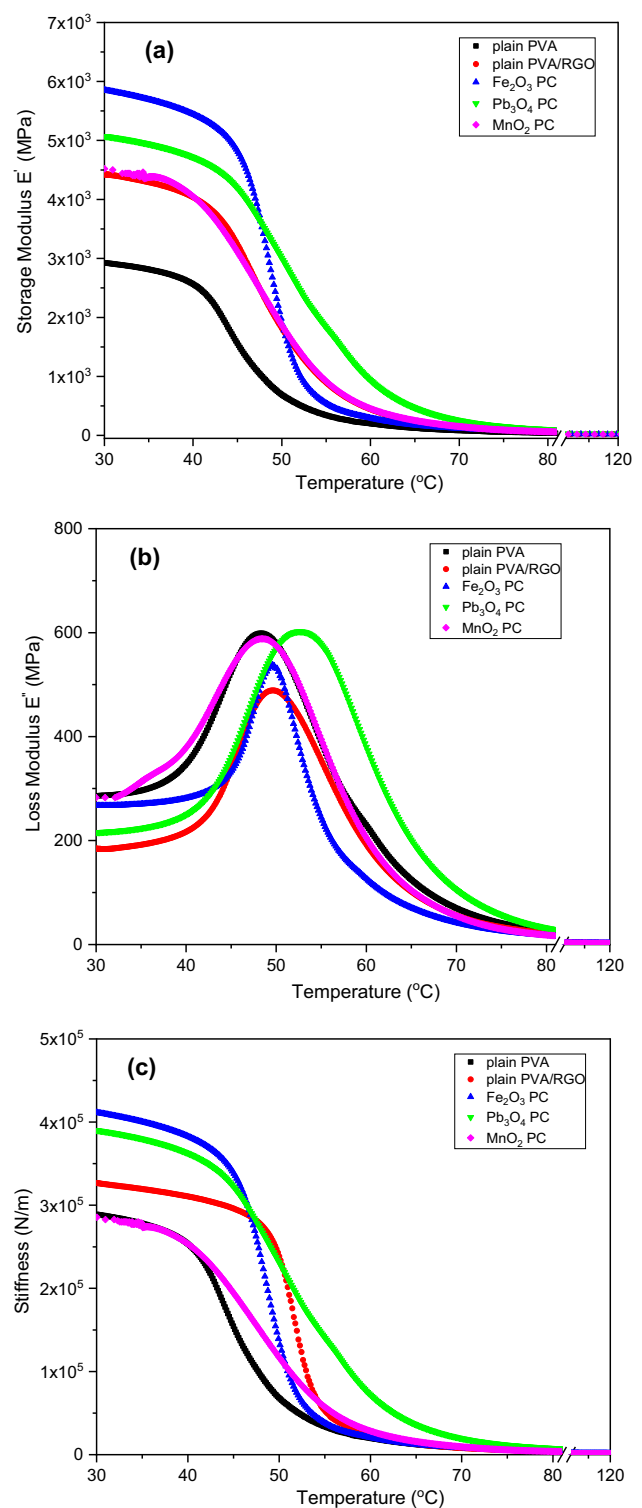 (a)
plain PVA
plain PVA/RGO
Fe₂O₃ PC
Pb₃O₄ PC
MnO₂ PC
Storage Modulus E' (MPa)
7x10³
6x10³
5x10³
4x10³
3x10³
2x10³
1x10³
0
30 40 50 60 70 80 120
Temperature (°C)
(b)
plain PVA
plain PVA/RGO
Fe₂O₃ PC
Pb₃O₄ PC
MnO₂ PC
Loss Modulus E" (MPa)
800
600
400
200
0
30 40 50 60 70 80 120
Temperature (°C)
(c)
plain PVA
plain PVA/RGO
Fe₂O₃ PC
Pb₃O₄ PC
MnO₂ PC
Stiffness (N/m)
5x10⁵
4x10⁵
3x10⁵
2x10⁵
1x10⁵
0
30 40 50 60 70 80 120
Temperature (°C)